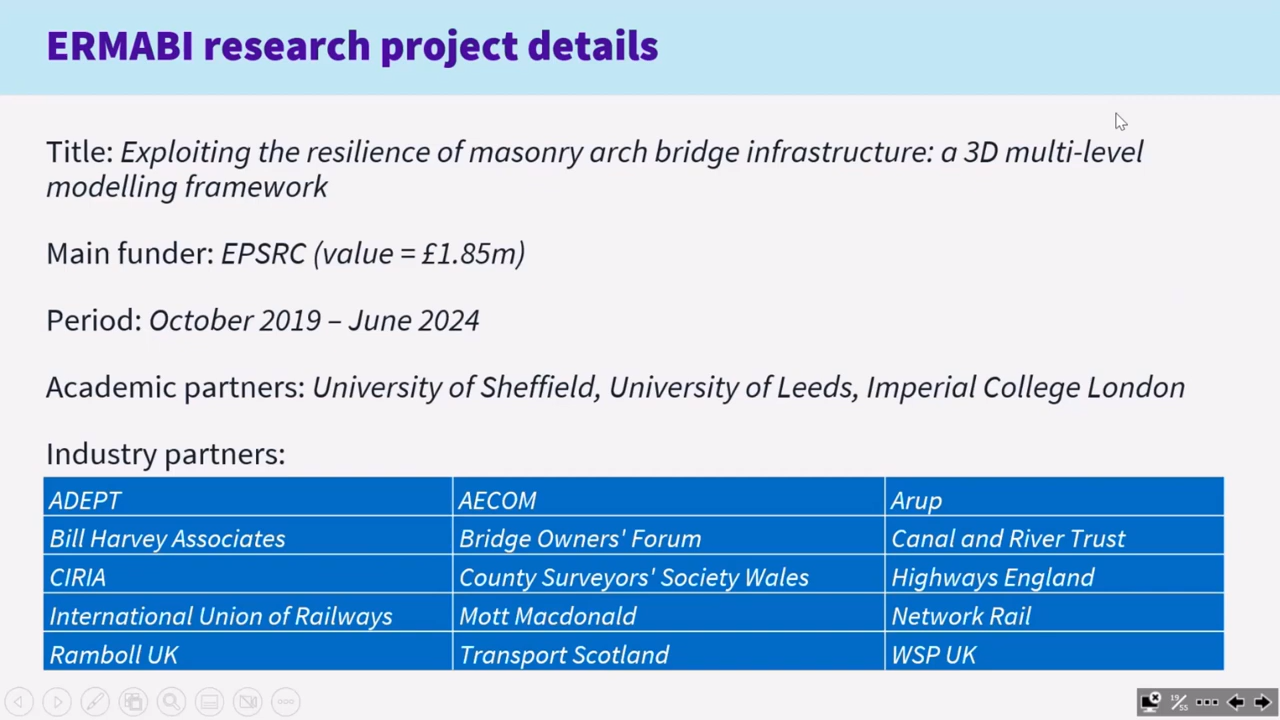 ERMABI research project details
Title: Exploiting the resilience of masonry arch bridge infrastructure: a 3D multi-level
modelling framework
Main funder: EPSRC (value = £1.85m)
Period: October 2019 – June 2024
Academic partners: University of Sheffield, University of Leeds, Imperial College London
Industry partners:
ADEPT AECOM Arup
Bill Harvey Associates Bridge Owners' Forum Canal and River Trust
CIRIA County Surveyors' Society Wales Highways England
International Union of Railways Mott Macdonald Network Rail
Ramboll UK Transport Scotland WSP UK
19/55